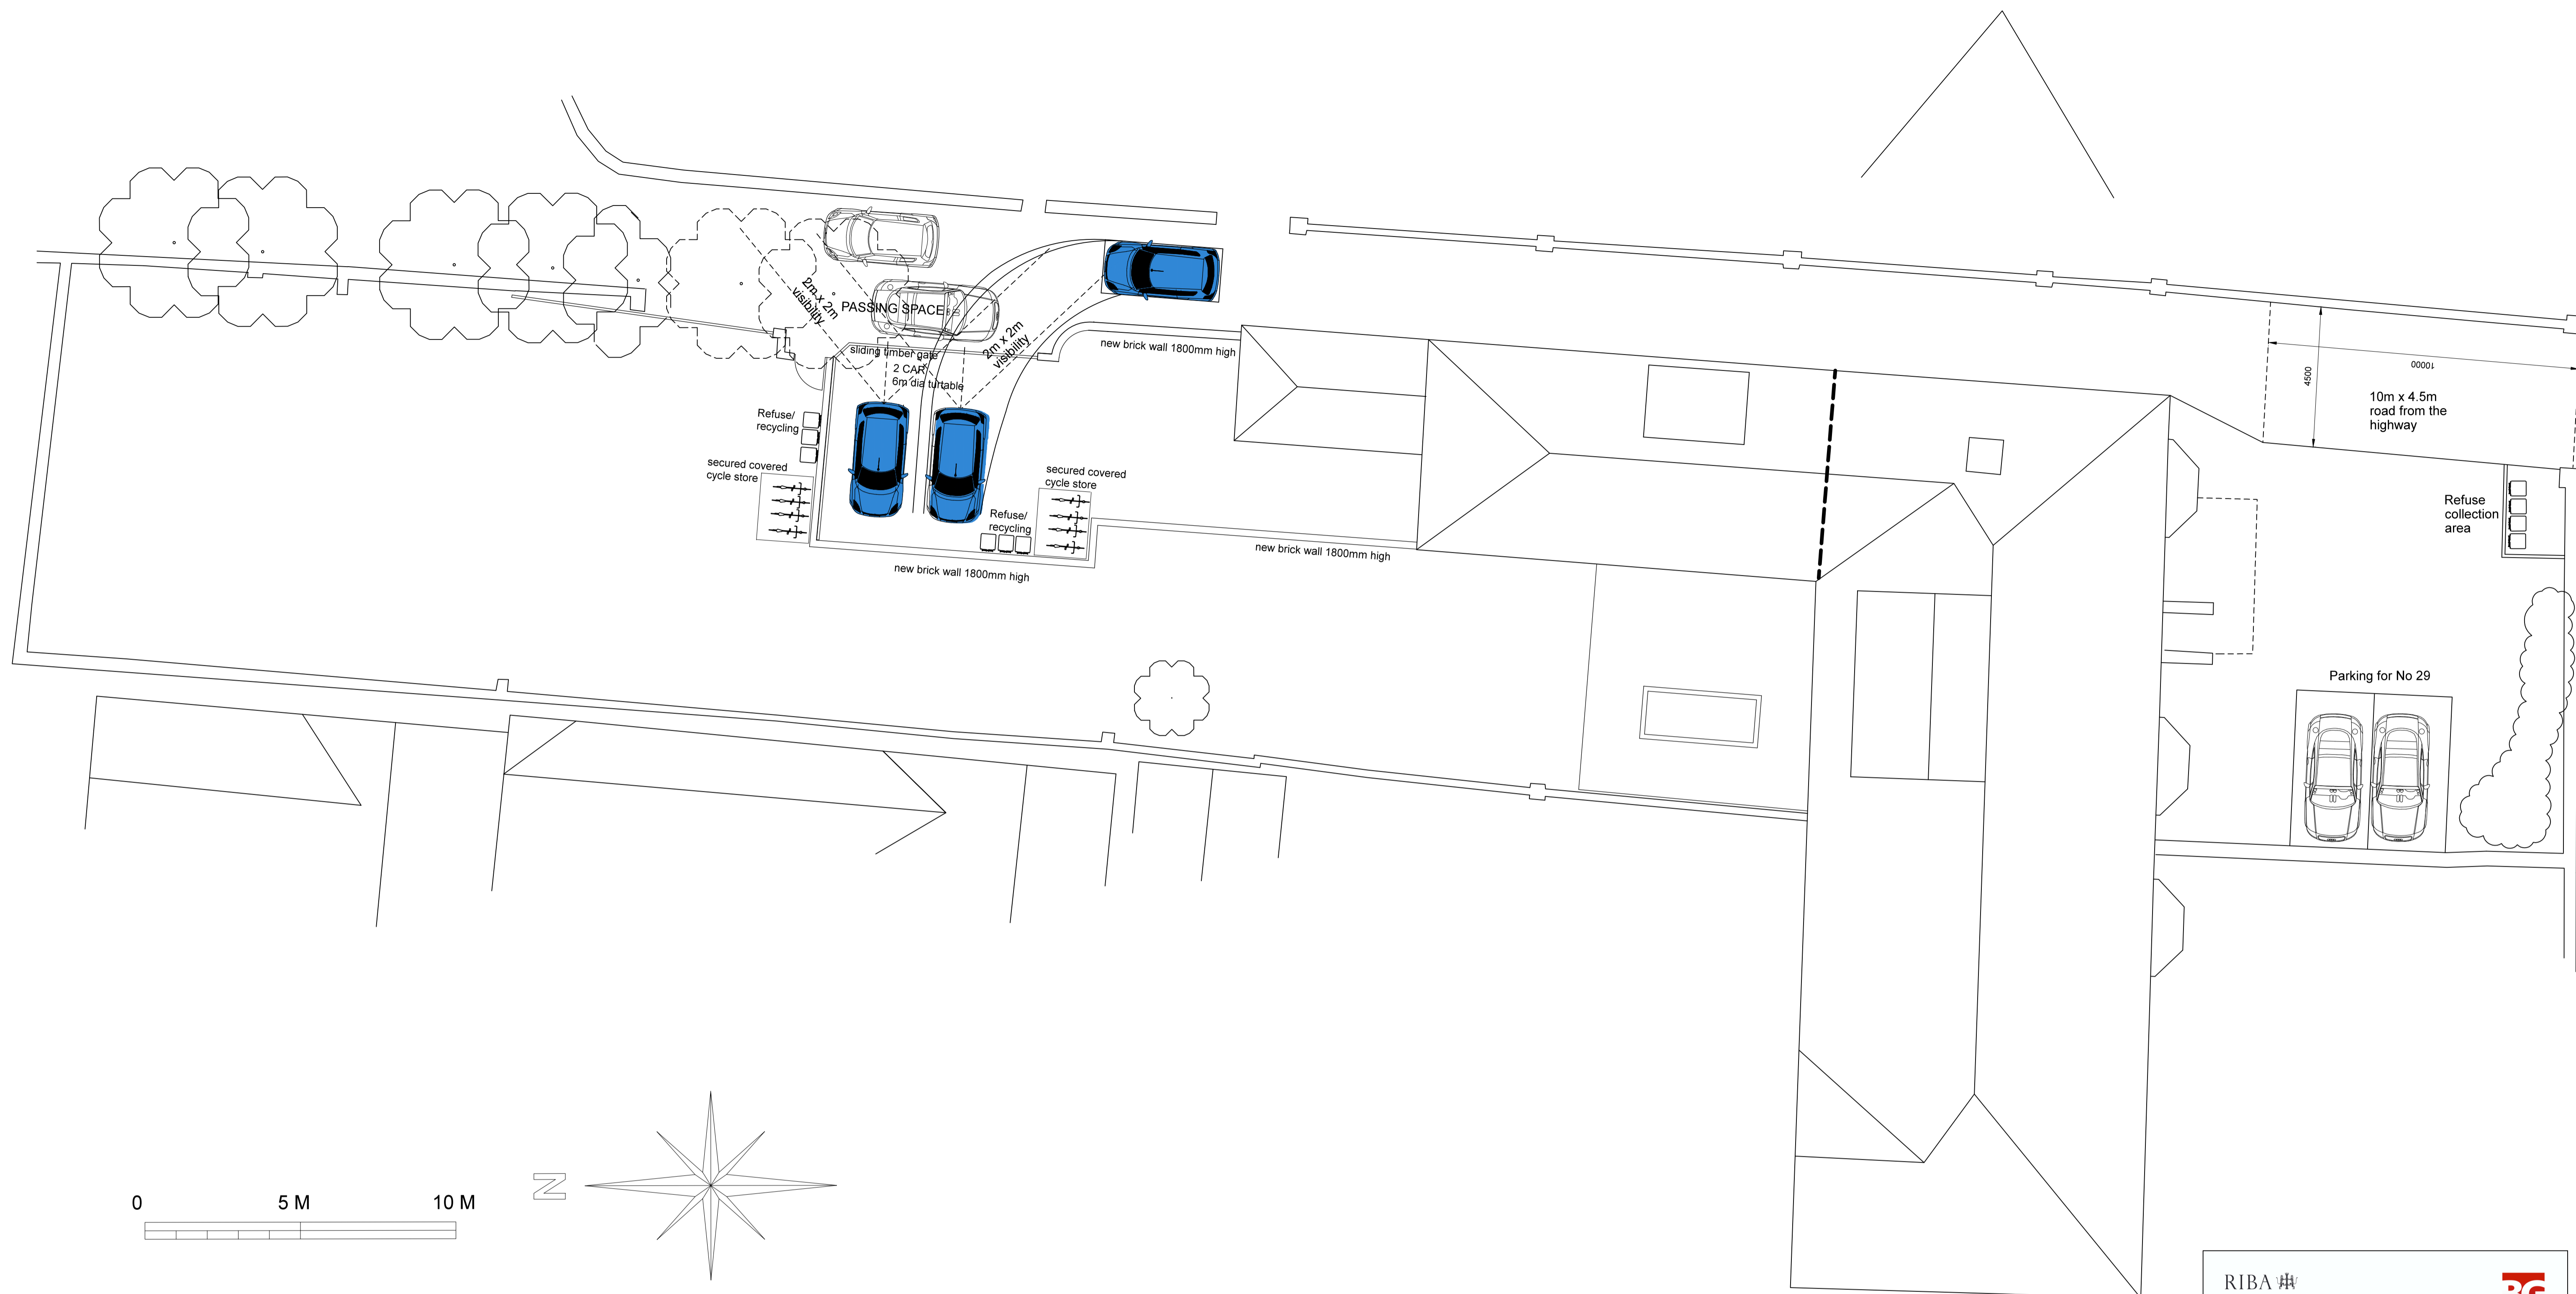 2m x 2m
visibility
PASSING SPACE
2m x 2m
visibility
sliding timber gate
2 CAR
6m dia turtable
new brick wall 1800mm high
Refuse/
recycling
secured covered
cycle store
Refuse/
recycling
secured covered
cycle store
new brick wall 1800mm high
new brick wall 1800mm high
10000
4500
10m x 4.5m
road from the
highway
Refuse
collection
area
Parking for No 29
0
5 M
10 M
N
RIBA